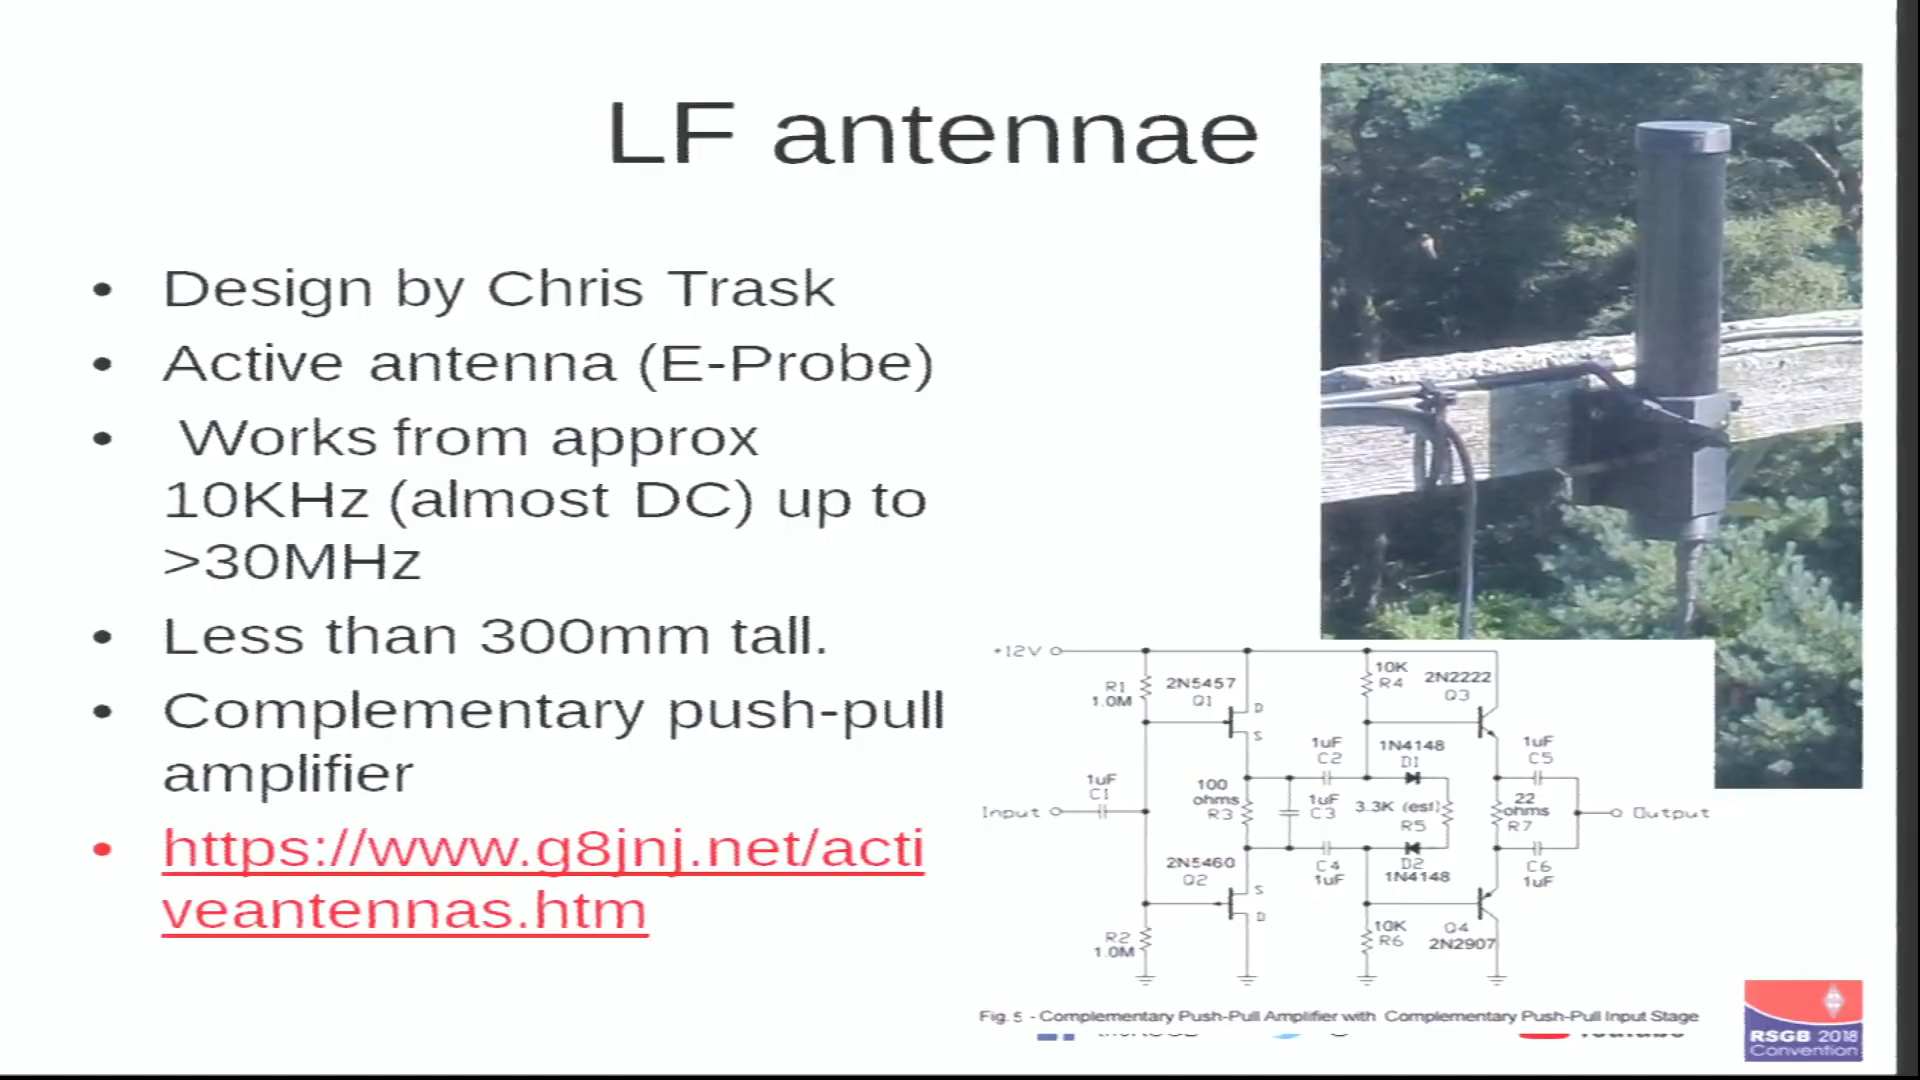 LF antennae
• Design by Chris Trask
• Active antenna (E-Probe)
• Works from approx
10KHz (almost DC) up to
>30MHz
• Less than 300mm tall.
• Complementary push-pull
amplifier
• https://www.g8jnj.net/acti
veantennas.htm
+12V
R1
1.0M
2N5457
Q1
D
S
10K
R4
2N2222
Q3
1uF
C1
Input
100
ohms
R3
1uF
C2
1uF
C3
1N4148
D1
3.3K (est)
R5
1uF
C5
22
ohms
R7
Output
2N5460
Q2
S
D
C4
1uF
D2
1N4148
C6
1uF
R2
1.0M
10K
R6
Q4
2N2907
Fig. 5 - Complementary Push-Pull Amplifier with Complementary Push-Pull Input Stage
RSGB 2018
Convention